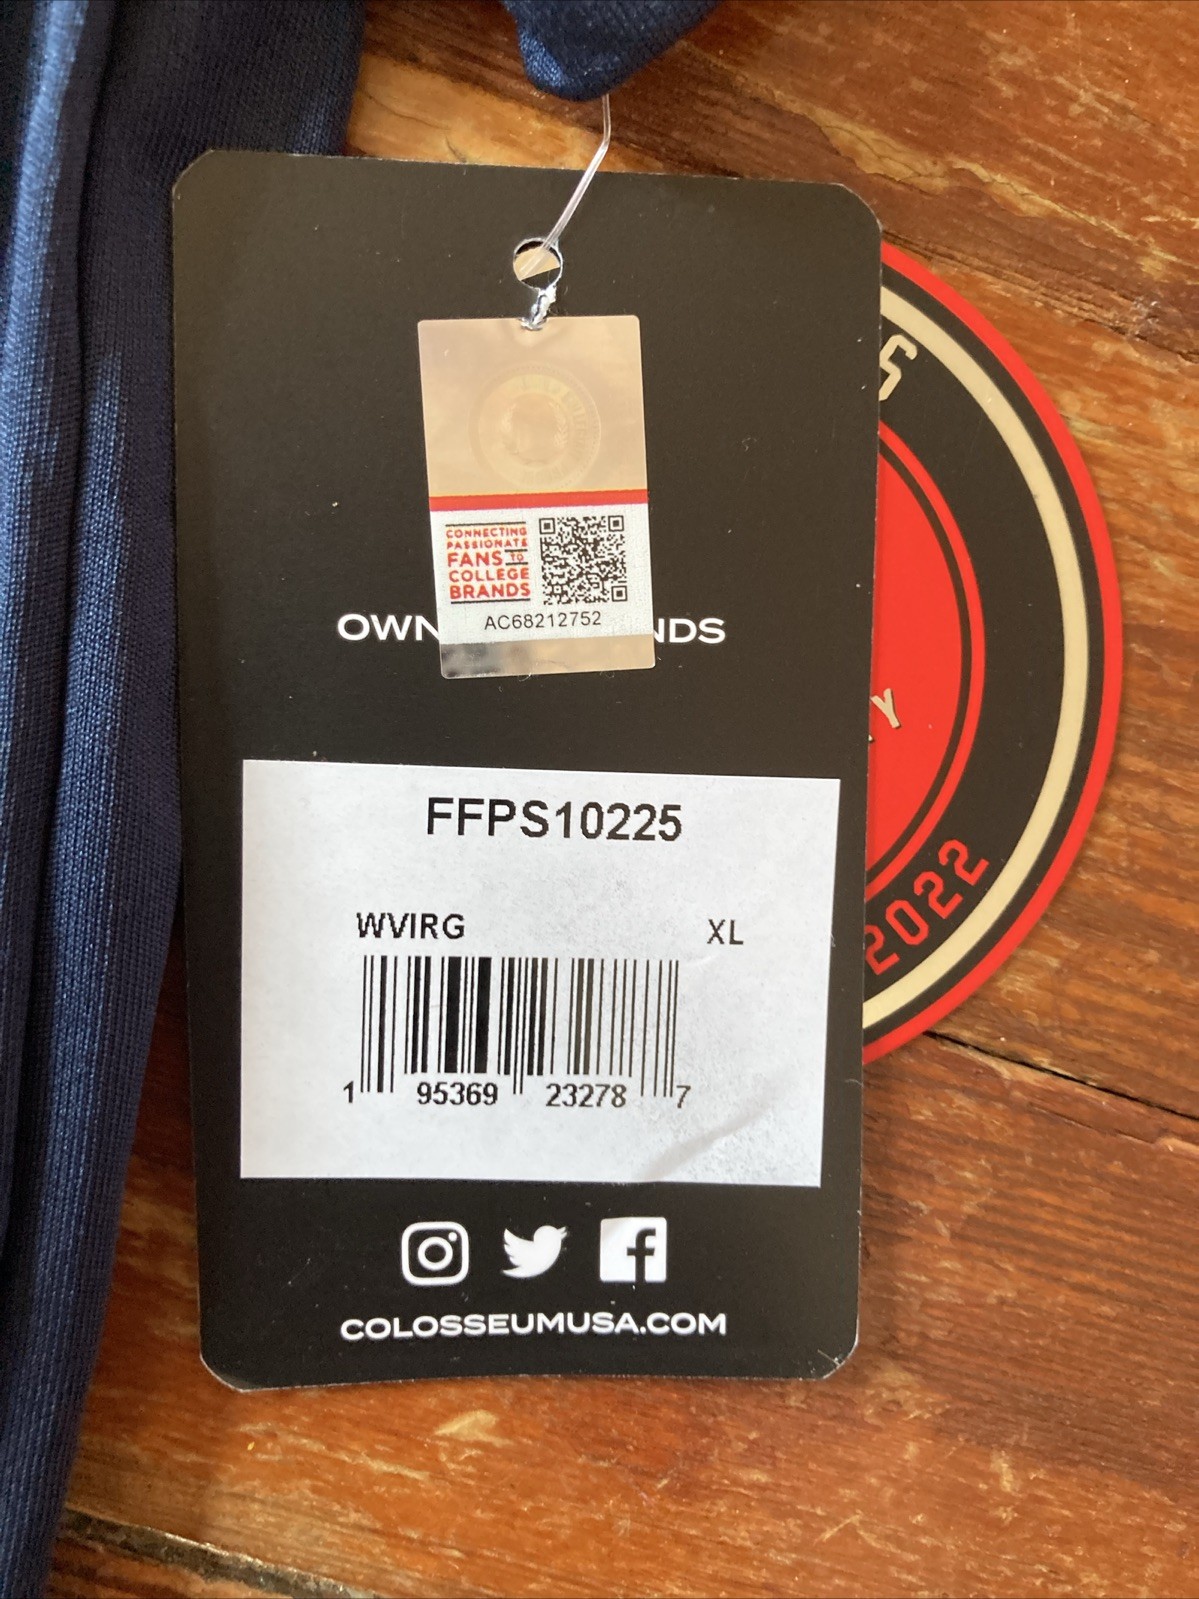 CONNECTING
PASSIONATE
FANS TO
COLLEGE
BRANDS
AC68212752
OWN NDS
FFPS10225
WVIRG XL
1 95369 23278 7
COLOSSEUMUSA.COM
S
Y
2022